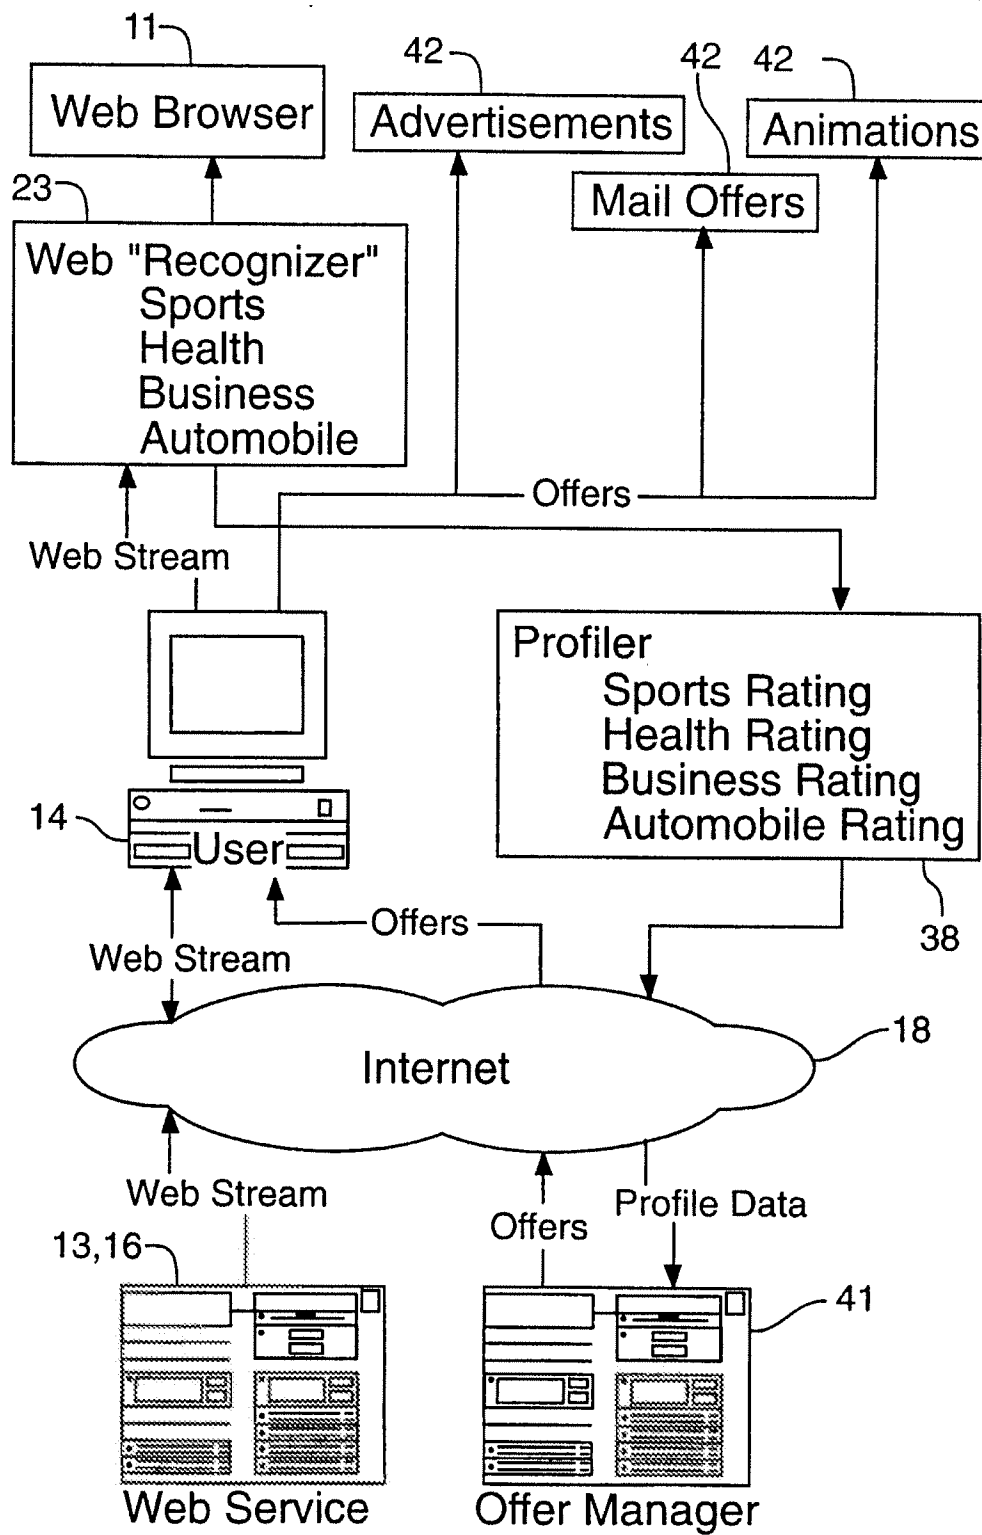 11
42
42
42
Web Browser
Advertisements
Animations
42
23
Mail Offers
Web "Recognizer"
Sports
Health
Business
Automobile
Offers
Web Stream
Profiler
Sports Rating
Health Rating
Business Rating
Automobile Rating
14
User
Offers
38
Web Stream
18
Internet
Web Stream
Profile Data
Offers
13,16
41
Web Service
Offer Manager